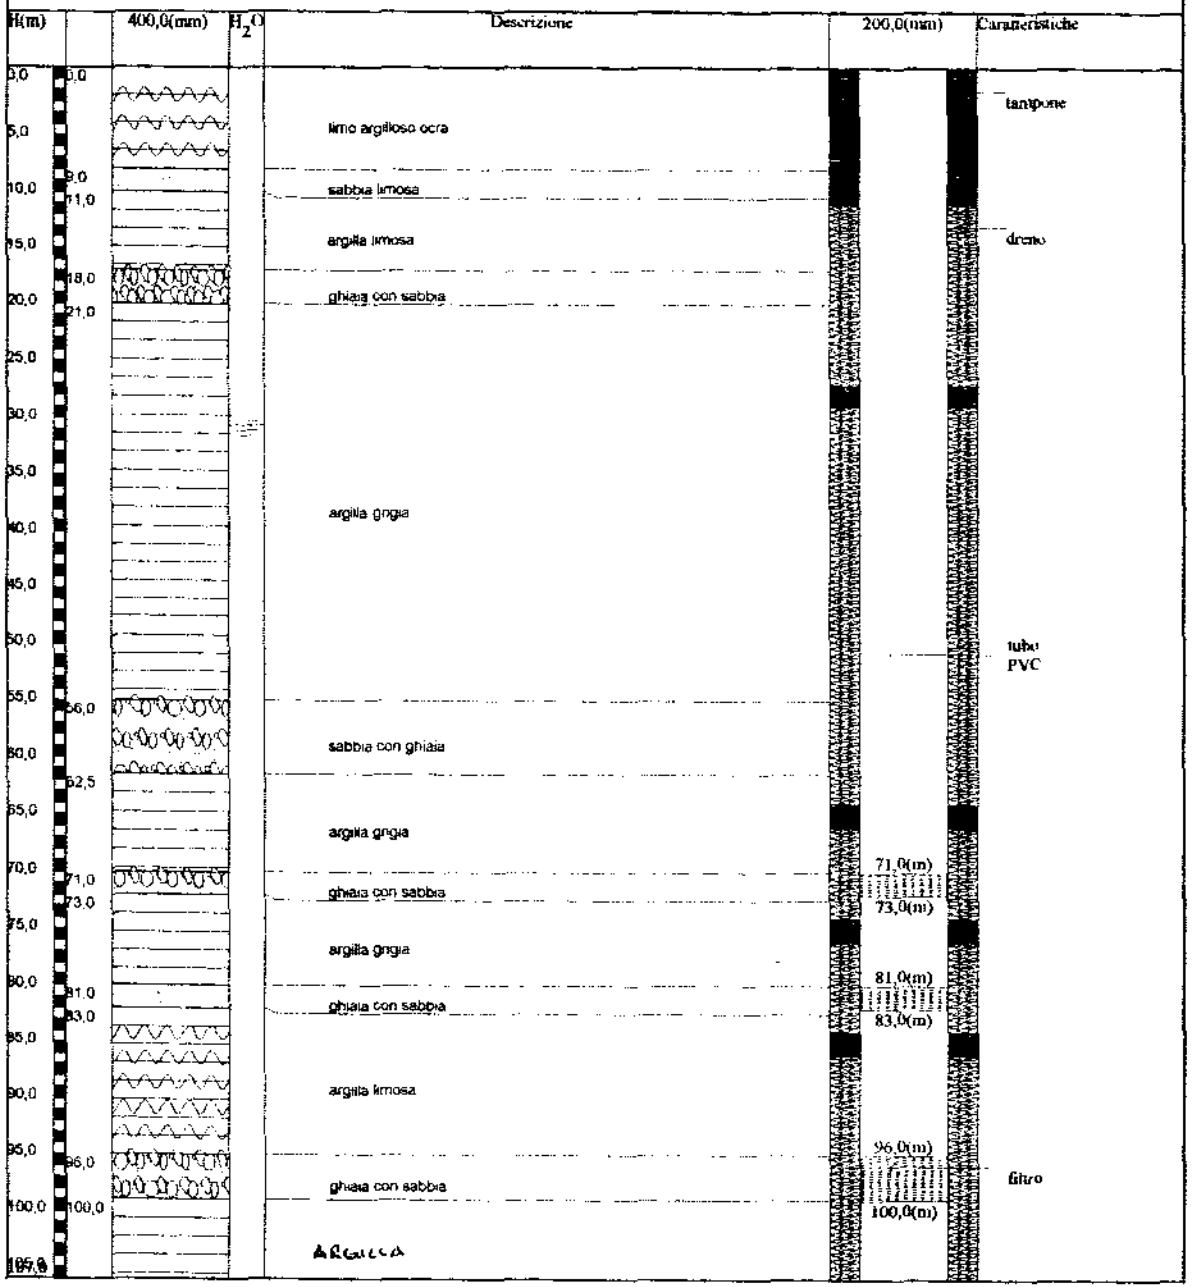 H(m) 400,0(mm) H2O Descrizione 200,0(mm) Caratteristiche
0,0 0,0
tampone
5,0 limo argilloso ocra
9,0
10,0 sabbia limosa
11,0
15,0 argilla limosa dreno
18,0
20,0 ghiaia con sabbia
21,0
25,0
30,0
35,0
argilla grigia
40,0
45,0
50,0 tubo
PVC
55,0
56,0
60,0 sabbia con ghiaia
62,5
65,0
argilla grigia
70,0 71,0(m)
71,0 ghiaia con sabbia
73,0 73,0(m)
75,0
argilla grigia
80,0 81,0(m)
81,0 ghiaia con sabbia
83,0 83,0(m)
85,0
90,0 argilla limosa
95,0 96,0(m)
96,0
ghiaia con sabbia filtro
100,0 100,0 100,0(m)
ARGILLA